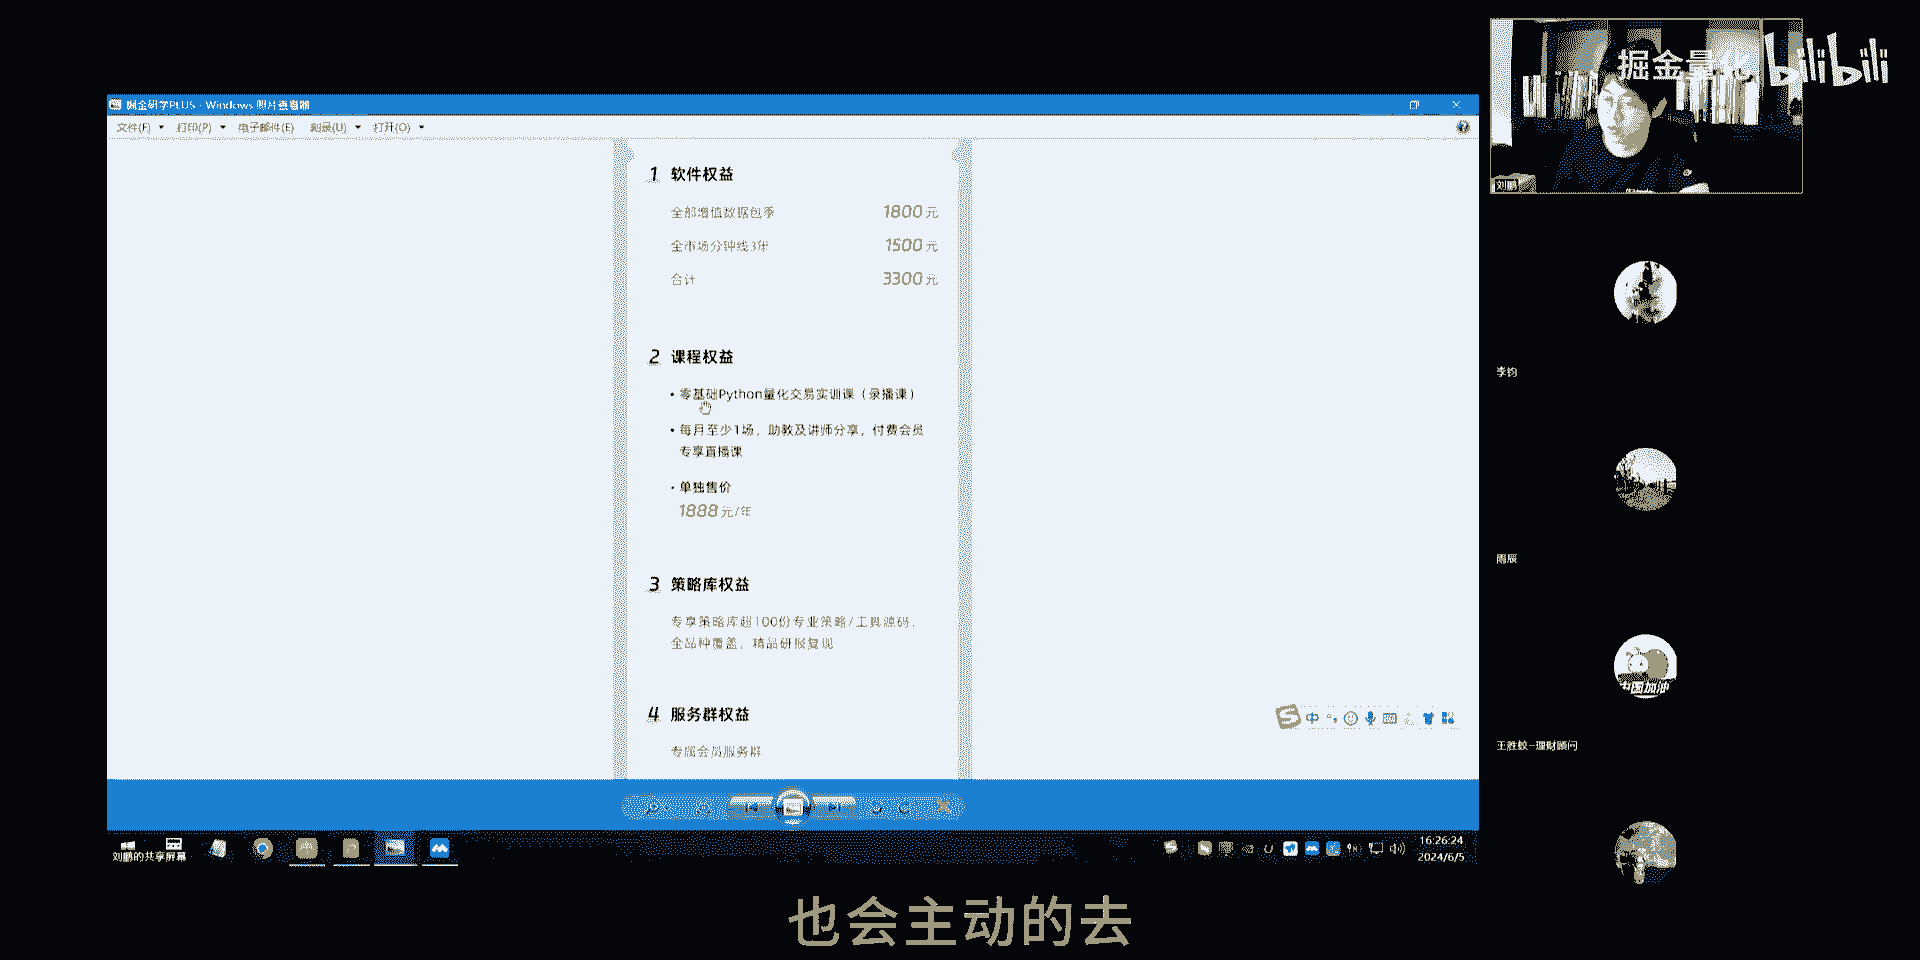 掘金量化 bilibili
掘金研学PLUS - Windows 照片查看器
文件(F) 打印(P) 电子邮件(E) 刻录(U) 打开(O)
1 软件权益
全部增值数据包季 1800元
全市场分钟线3年 1500元
合计 3300元
2 课程权益
• 零基础Python量化交易实训课（录播课）
• 每月至少1场，助教及讲师分享，付费会员
专享直播课
• 单独售价
1888元/年
3 策略库权益
专享策略库超100份专业策略/工具源码，
全品种覆盖，精品研报复现
4 服务群权益
专属会员服务群
中
刘鹏
李钧
雨辰
中国加油
王胜蛟-理财顾问
刘鹏的共享屏幕
16:26:24
2024/6/5
也会主动的去